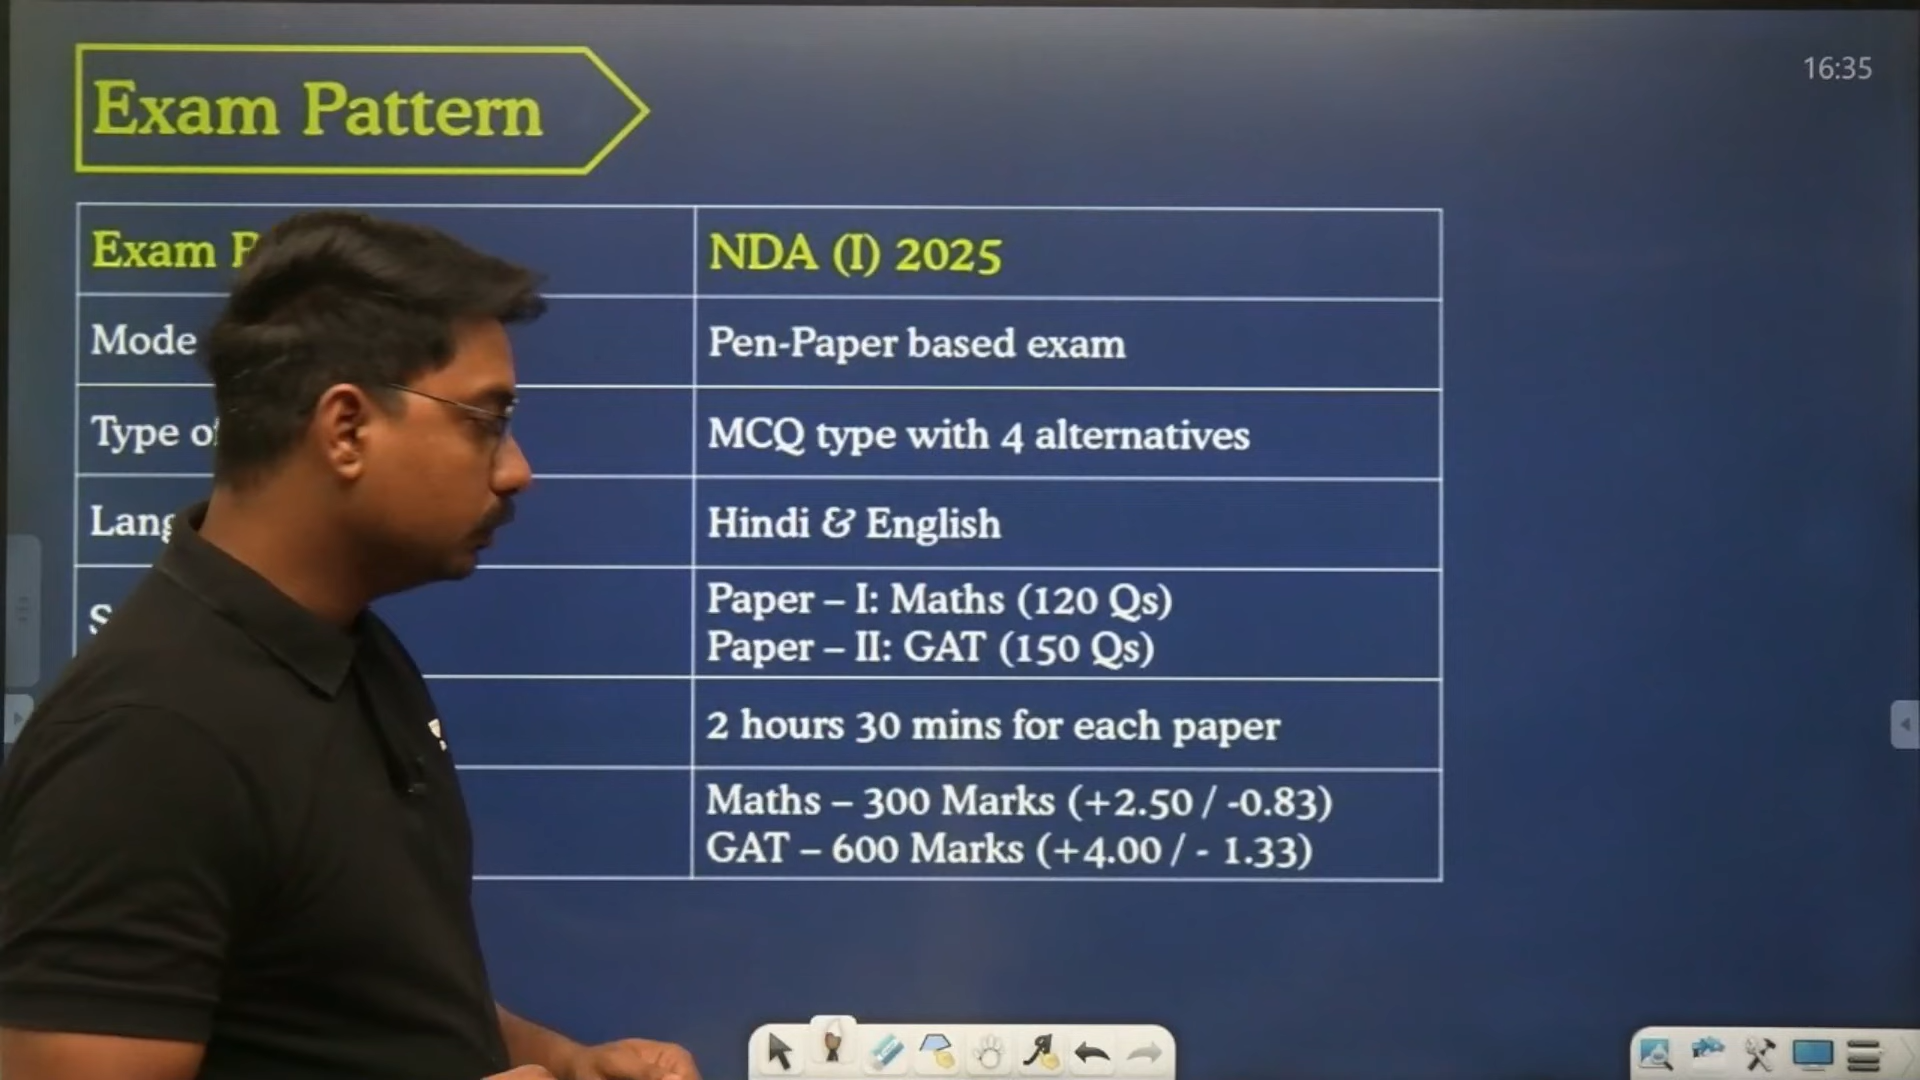 16:35
Exam Pattern
Exam
NDA (I) 2025
Mode
Pen-Paper based exam
Type
MCQ type with 4 alternatives
Hindi & English
Paper – I: Maths (120 Qs)
Paper – II: GAT (150 Qs)
2 hours 30 mins for each paper
Maths – 300 Marks (+2.50 / -0.83)
GAT – 600 Marks (+4.00 / - 1.33)